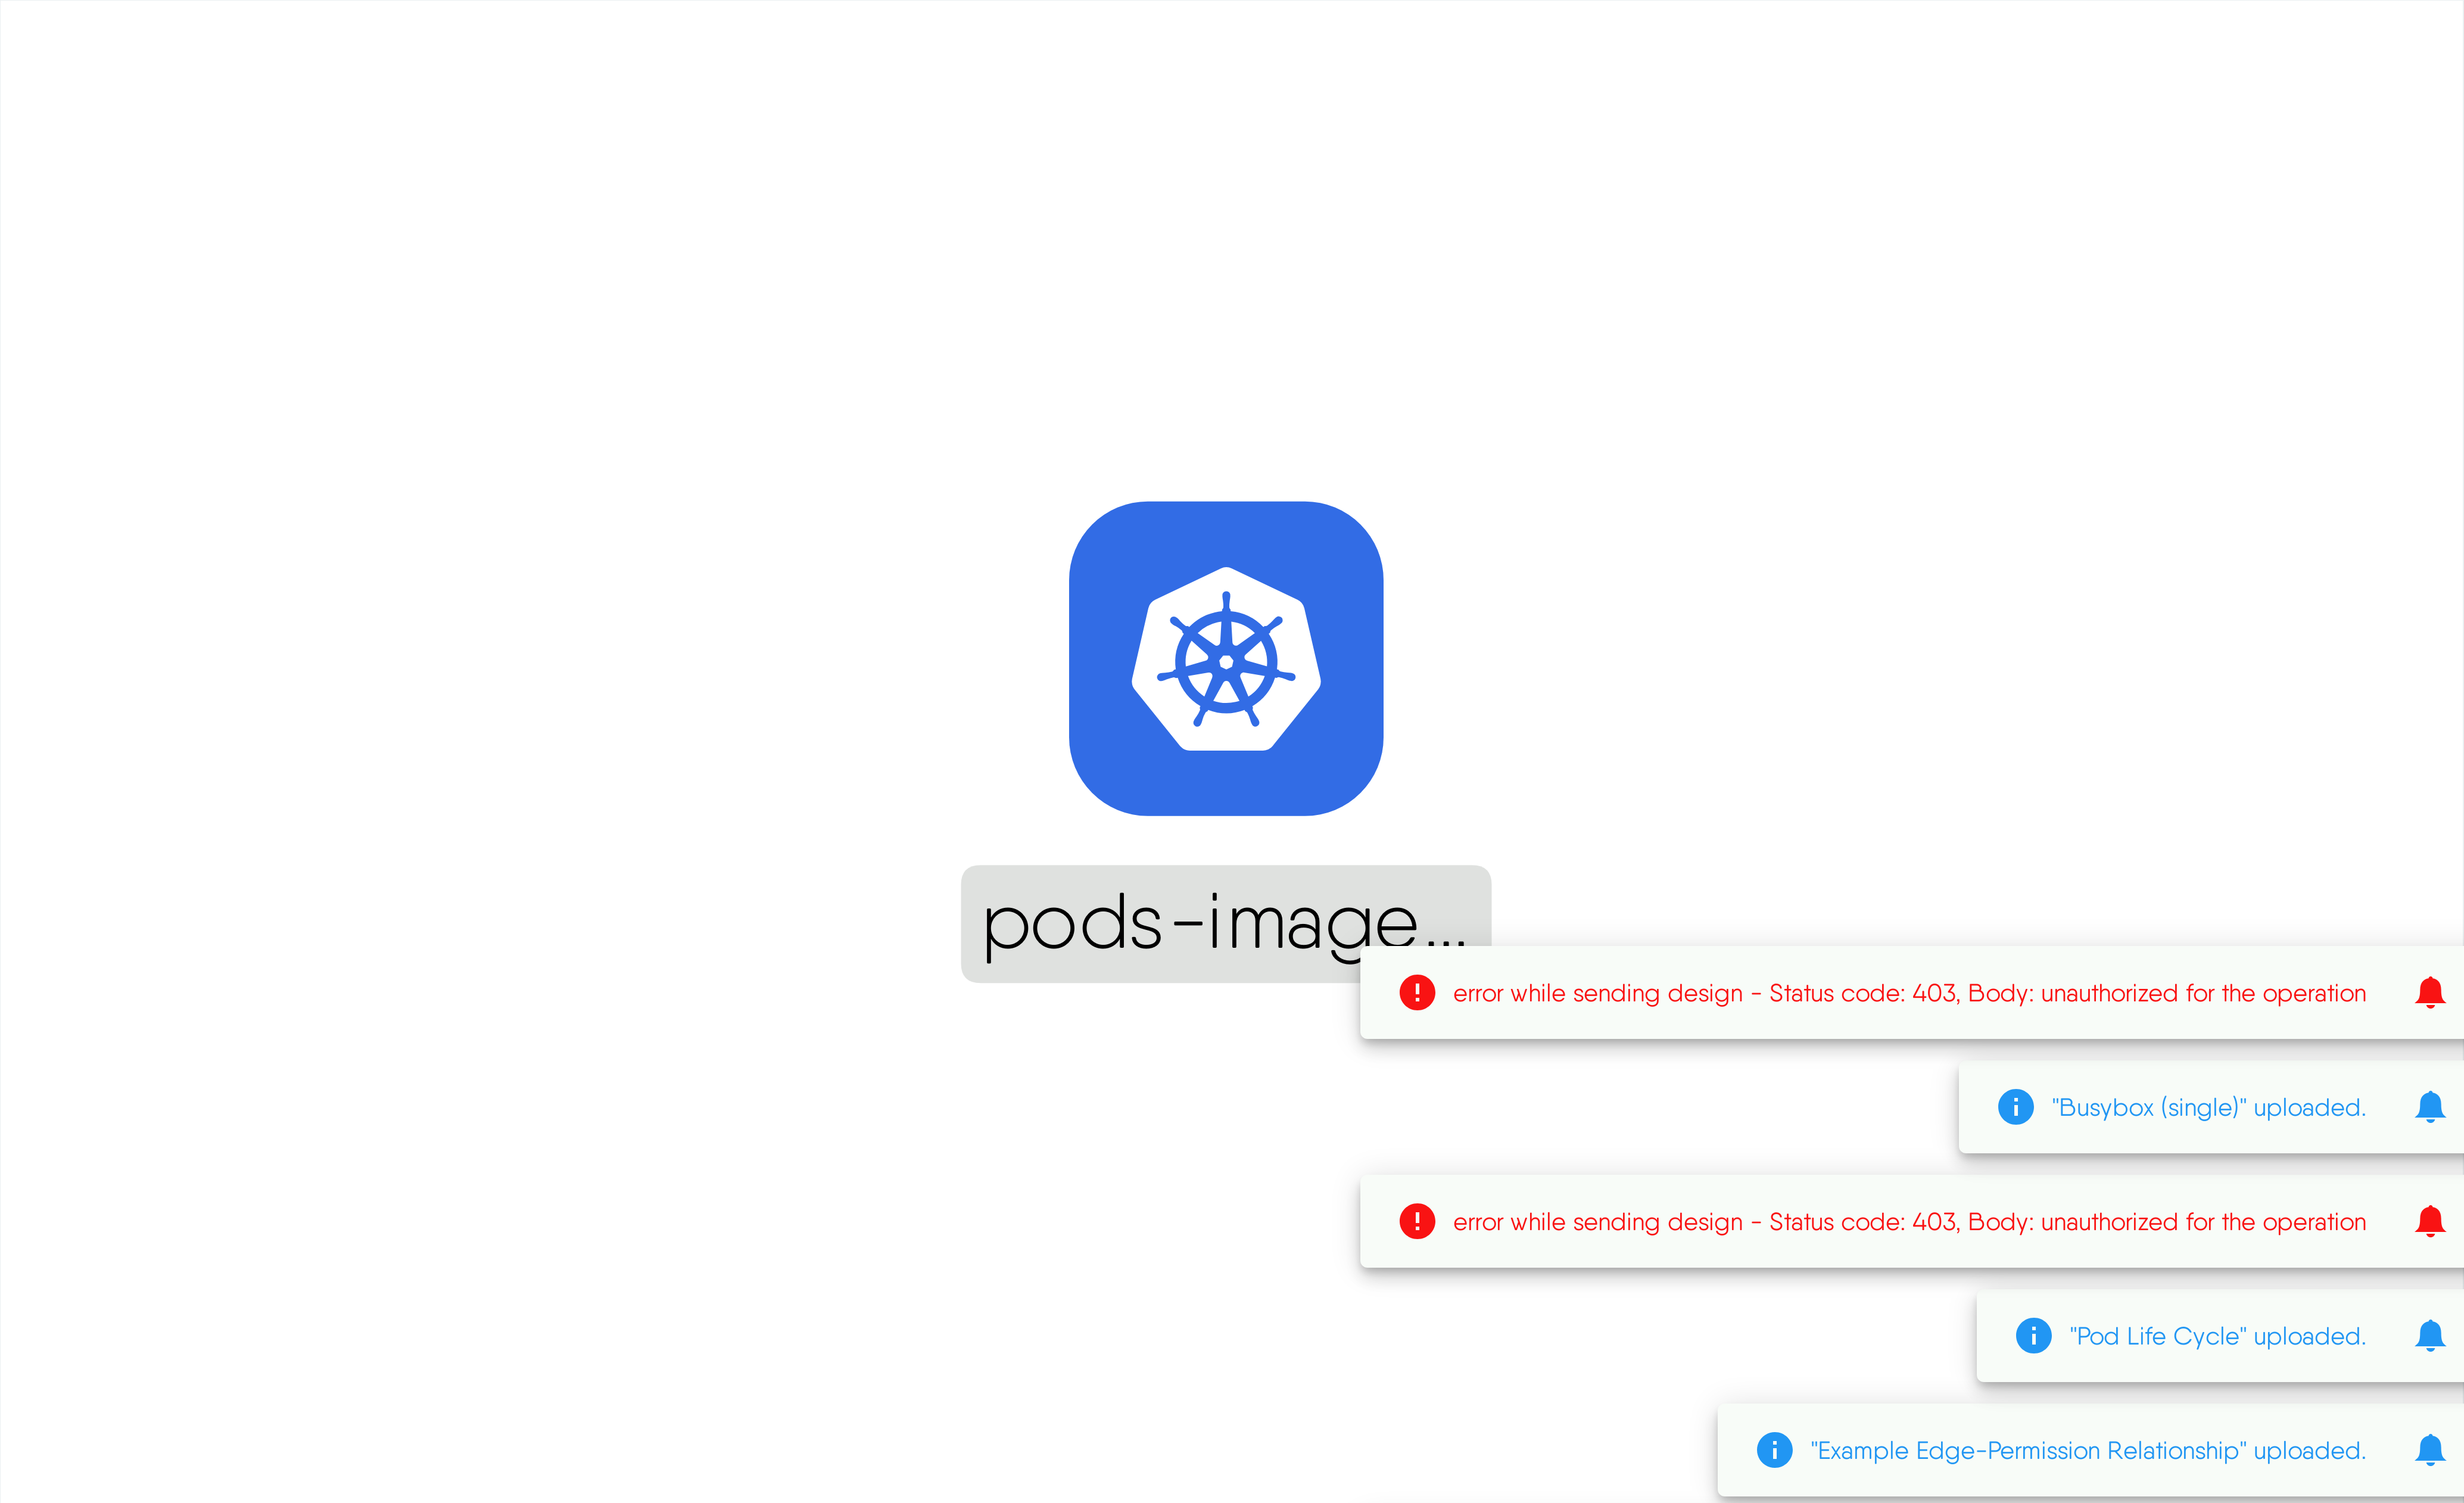 pods-image...
error while sending design - Status code: 403, Body: unauthorized for the operation
"Busybox (single)" uploaded.
error while sending design - Status code: 403, Body: unauthorized for the operation
"Pod Life Cycle" uploaded.
"Example Edge-Permission Relationship" uploaded.